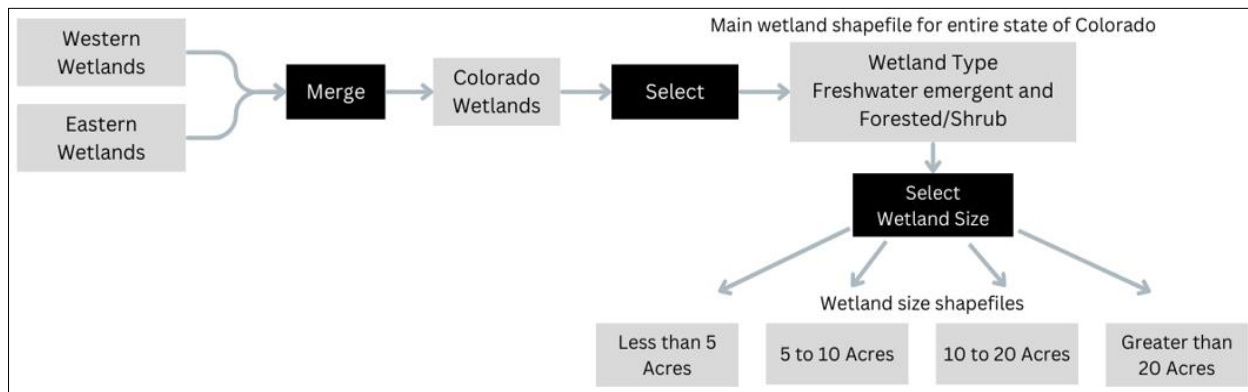 Western
Wetlands
Eastern
Wetlands
Merge
Colorado
Wetlands
Select
Main wetland shapefile for entire state of Colorado
Wetland Type
Freshwater emergent and
Forested/Shrub
Select
Wetland Size
Wetland size shapefiles
Less than 5
Acres
5 to 10 Acres
10 to 20 Acres
Greater than
20 Acres